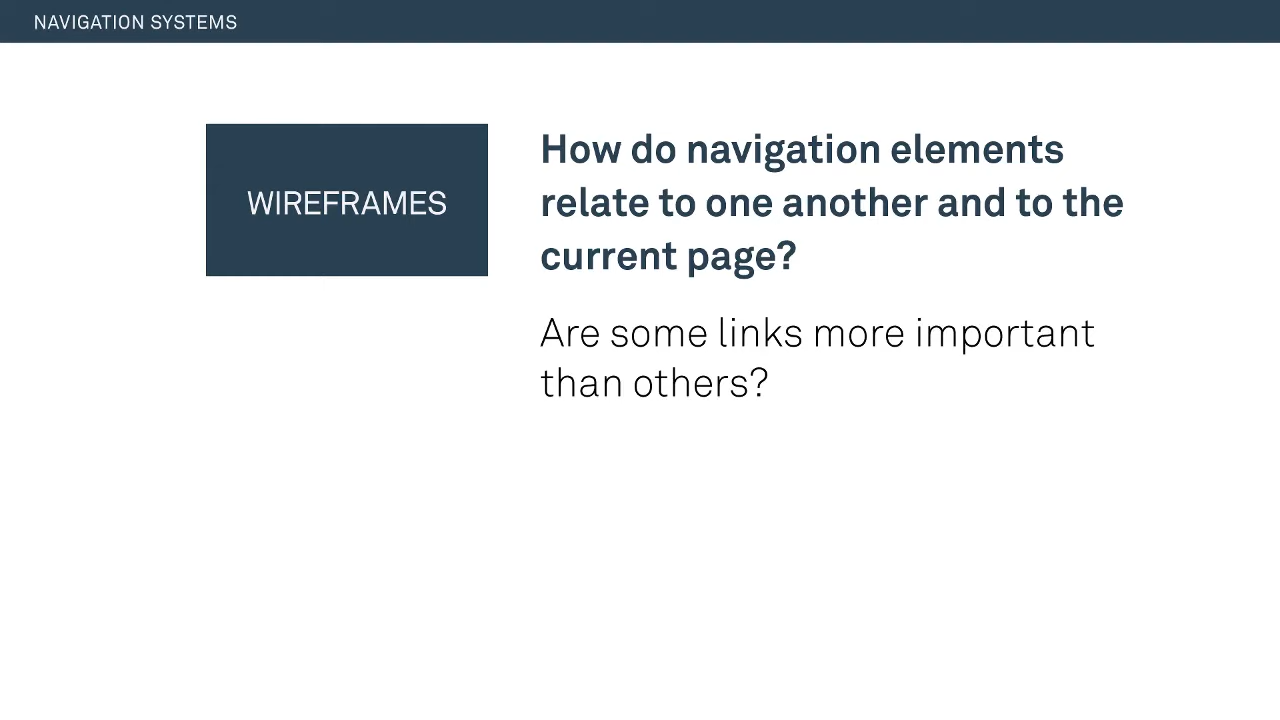 NAVIGATION SYSTEMS
WIREFRAMES
How do navigation elements
relate to one another and to the
current page?
Are some links more important
than others?